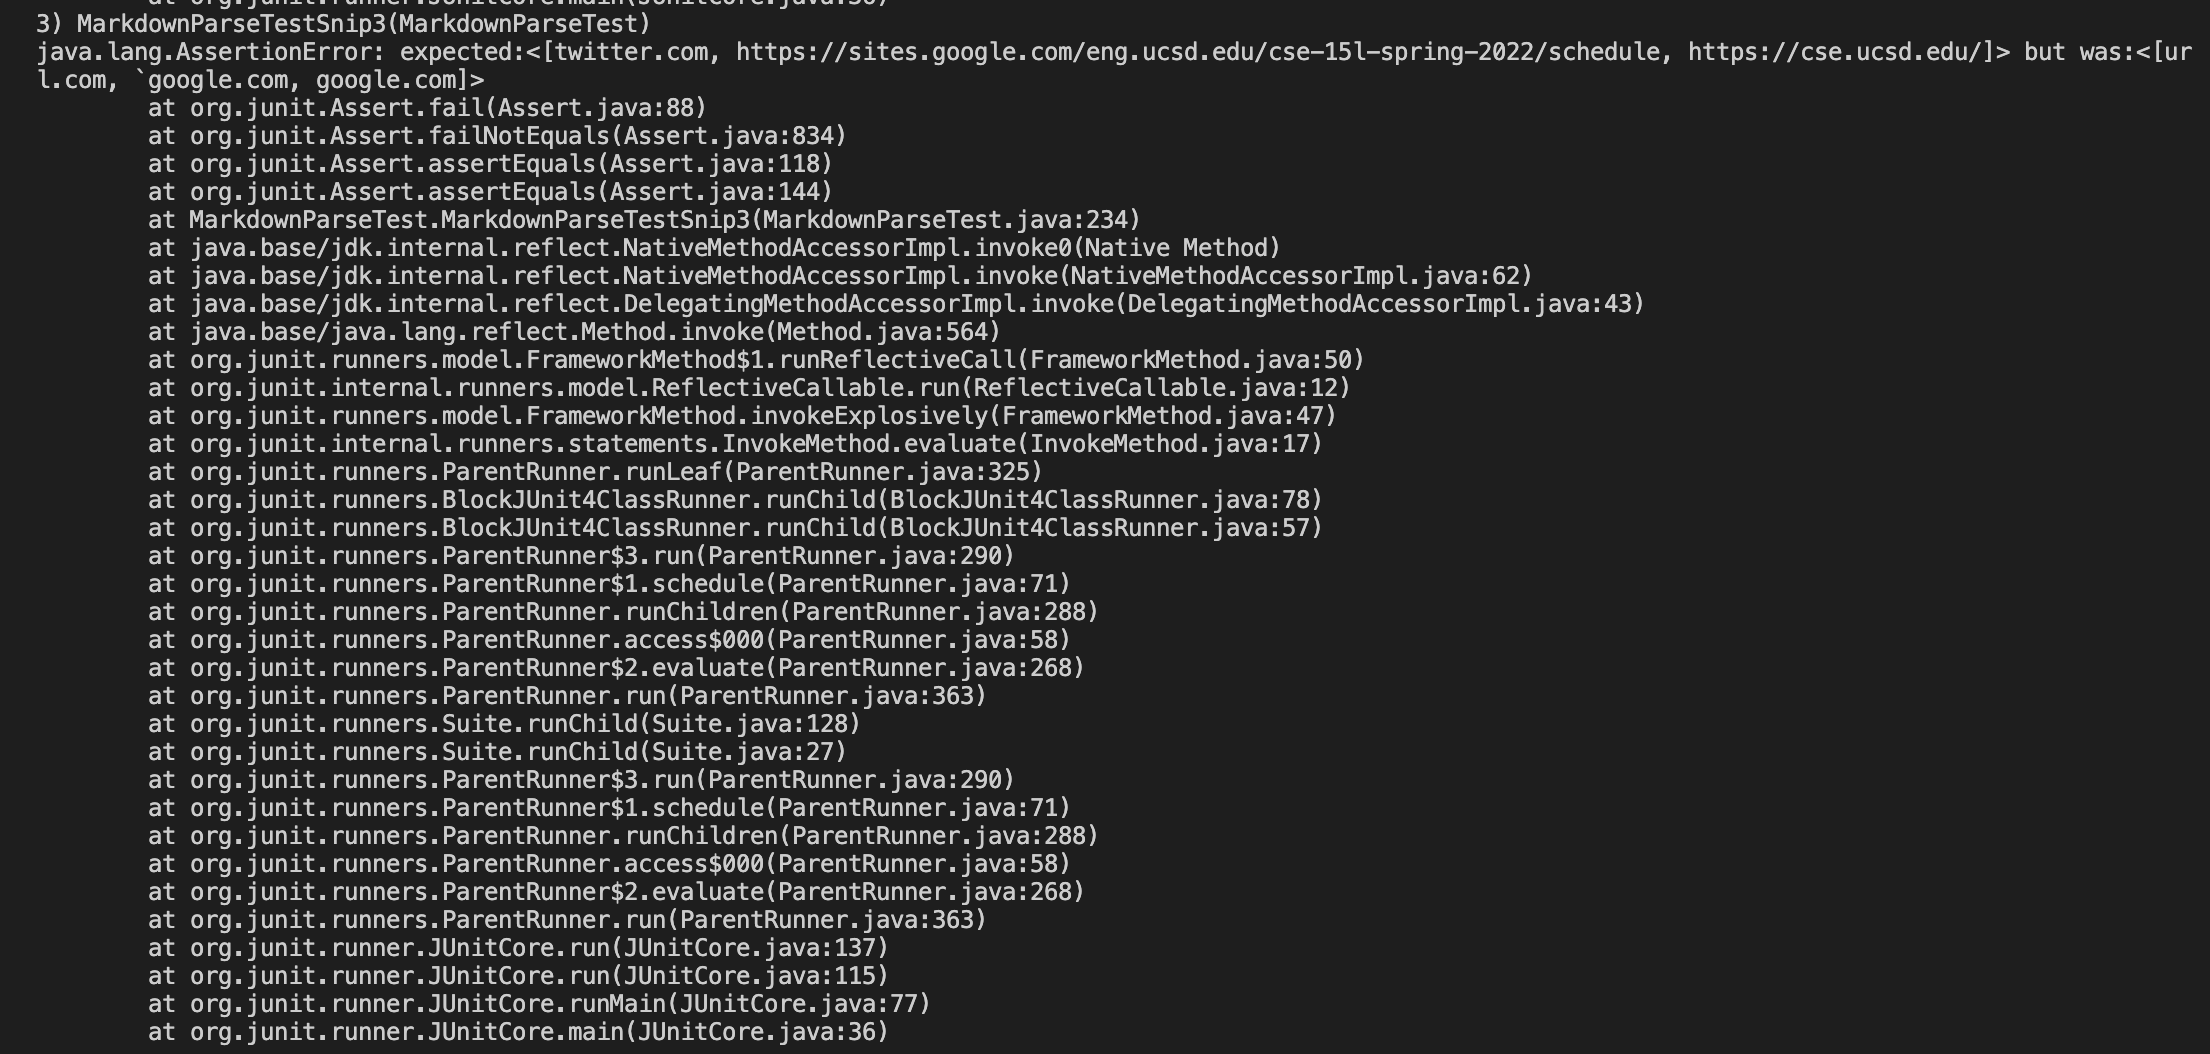 at org.junit.runner.JUnitCore.main(JUnitCore.java:36)
3) MarkdownParseTestSnip3(MarkdownParseTest)
java.lang.AssertionError: expected:<[twitter.com, https://sites.google.com/eng.ucsd.edu/cse-15l-spring-2022/schedule, https://cse.ucsd.edu/]> but was:<[ur
l.com, `google.com, google.com]>
at org.junit.Assert.fail(Assert.java:88)
at org.junit.Assert.failNotEquals(Assert.java:834)
at org.junit.Assert.assertEquals(Assert.java:118)
at org.junit.Assert.assertEquals(Assert.java:144)
at MarkdownParseTest.MarkdownParseTestSnip3(MarkdownParseTest.java:234)
at java.base/jdk.internal.reflect.NativeMethodAccessorImpl.invoke0(Native Method)
at java.base/jdk.internal.reflect.NativeMethodAccessorImpl.invoke(NativeMethodAccessorImpl.java:62)
at java.base/jdk.internal.reflect.DelegatingMethodAccessorImpl.invoke(DelegatingMethodAccessorImpl.java:43)
at java.base/java.lang.reflect.Method.invoke(Method.java:564)
at org.junit.runners.model.FrameworkMethod$1.runReflectiveCall(FrameworkMethod.java:50)
at org.junit.internal.runners.model.ReflectiveCallable.run(ReflectiveCallable.java:12)
at org.junit.runners.model.FrameworkMethod.invokeExplosively(FrameworkMethod.java:47)
at org.junit.internal.runners.statements.InvokeMethod.evaluate(InvokeMethod.java:17)
at org.junit.runners.ParentRunner.runLeaf(ParentRunner.java:325)
at org.junit.runners.BlockJUnit4ClassRunner.runChild(BlockJUnit4ClassRunner.java:78)
at org.junit.runners.BlockJUnit4ClassRunner.runChild(BlockJUnit4ClassRunner.java:57)
at org.junit.runners.ParentRunner$3.run(ParentRunner.java:290)
at org.junit.runners.ParentRunner$1.schedule(ParentRunner.java:71)
at org.junit.runners.ParentRunner.runChildren(ParentRunner.java:288)
at org.junit.runners.ParentRunner.access$000(ParentRunner.java:58)
at org.junit.runners.ParentRunner$2.evaluate(ParentRunner.java:268)
at org.junit.runners.ParentRunner.run(ParentRunner.java:363)
at org.junit.runners.Suite.runChild(Suite.java:128)
at org.junit.runners.Suite.runChild(Suite.java:27)
at org.junit.runners.ParentRunner$3.run(ParentRunner.java:290)
at org.junit.runners.ParentRunner$1.schedule(ParentRunner.java:71)
at org.junit.runners.ParentRunner.runChildren(ParentRunner.java:288)
at org.junit.runners.ParentRunner.access$000(ParentRunner.java:58)
at org.junit.runners.ParentRunner$2.evaluate(ParentRunner.java:268)
at org.junit.runners.ParentRunner.run(ParentRunner.java:363)
at org.junit.runner.JUnitCore.run(JUnitCore.java:137)
at org.junit.runner.JUnitCore.run(JUnitCore.java:115)
at org.junit.runner.JUnitCore.runMain(JUnitCore.java:77)
at org.junit.runner.JUnitCore.main(JUnitCore.java:36)